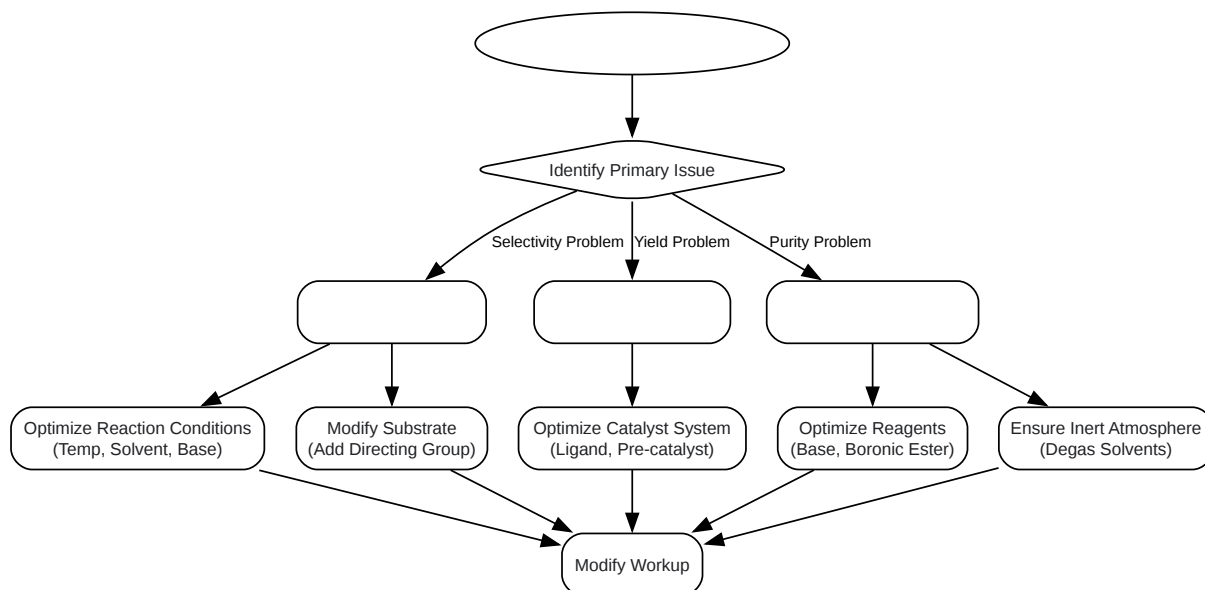 Identify Primary Issue
Selectivity Problem
Yield Problem
Purity Problem
Optimize Reaction Conditions
(Temp, Solvent, Base)
Modify Substrate
(Add Directing Group)
Optimize Catalyst System
(Ligand, Pre-catalyst)
Optimize Reagents
(Base, Boronic Ester)
Ensure Inert Atmosphere
(Degas Solvents)
Modify Workup